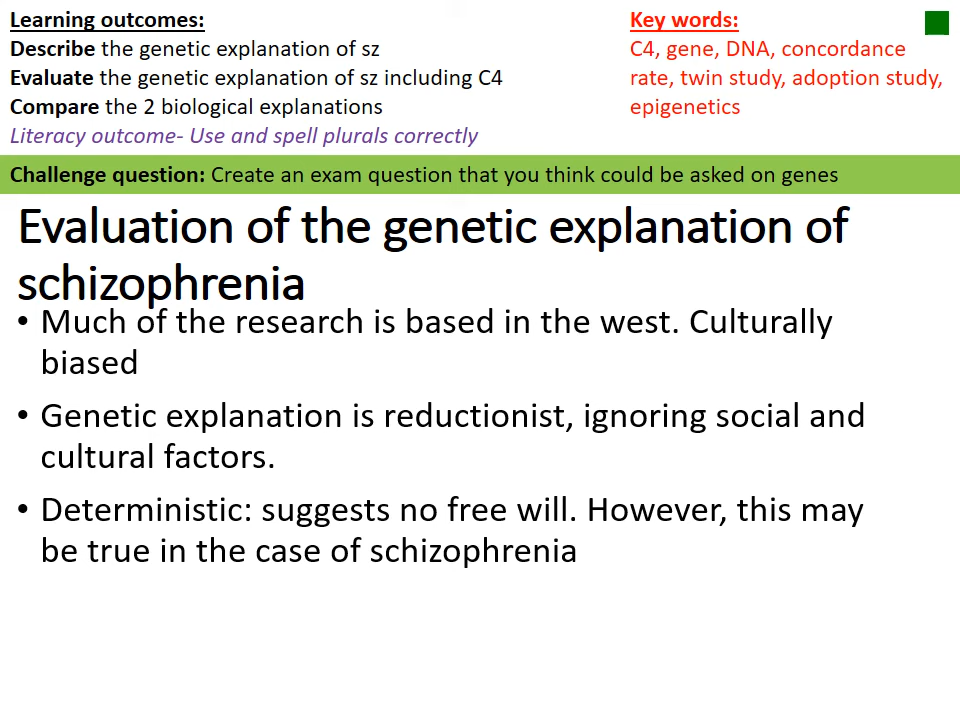 Learning outcomes:
Describe the genetic explanation of sz
Evaluate the genetic explanation of sz including C4
Compare the 2 biological explanations
Literacy outcome- Use and spell plurals correctly
Key words:
C4, gene, DNA, concordance
rate, twin study, adoption study,
epigenetics
Challenge question: Create an exam question that you think could be asked on genes
Evaluation of the genetic explanation of
schizophrenia
• Much of the research is based in the west. Culturally
biased
• Genetic explanation is reductionist, ignoring social and
cultural factors.
• Deterministic: suggests no free will. However, this may
be true in the case of schizophrenia